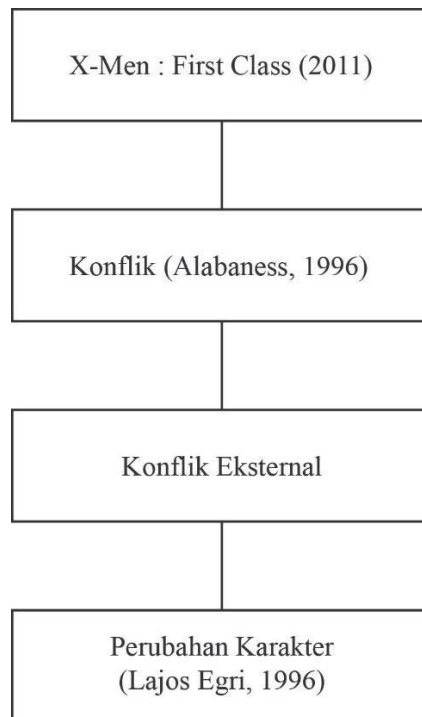 X-Men : First Class (2011)
Konflik (Alabaness, 1996)
Konflik Eksternal
Perubahan Karakter
(Lajos Egri, 1996)